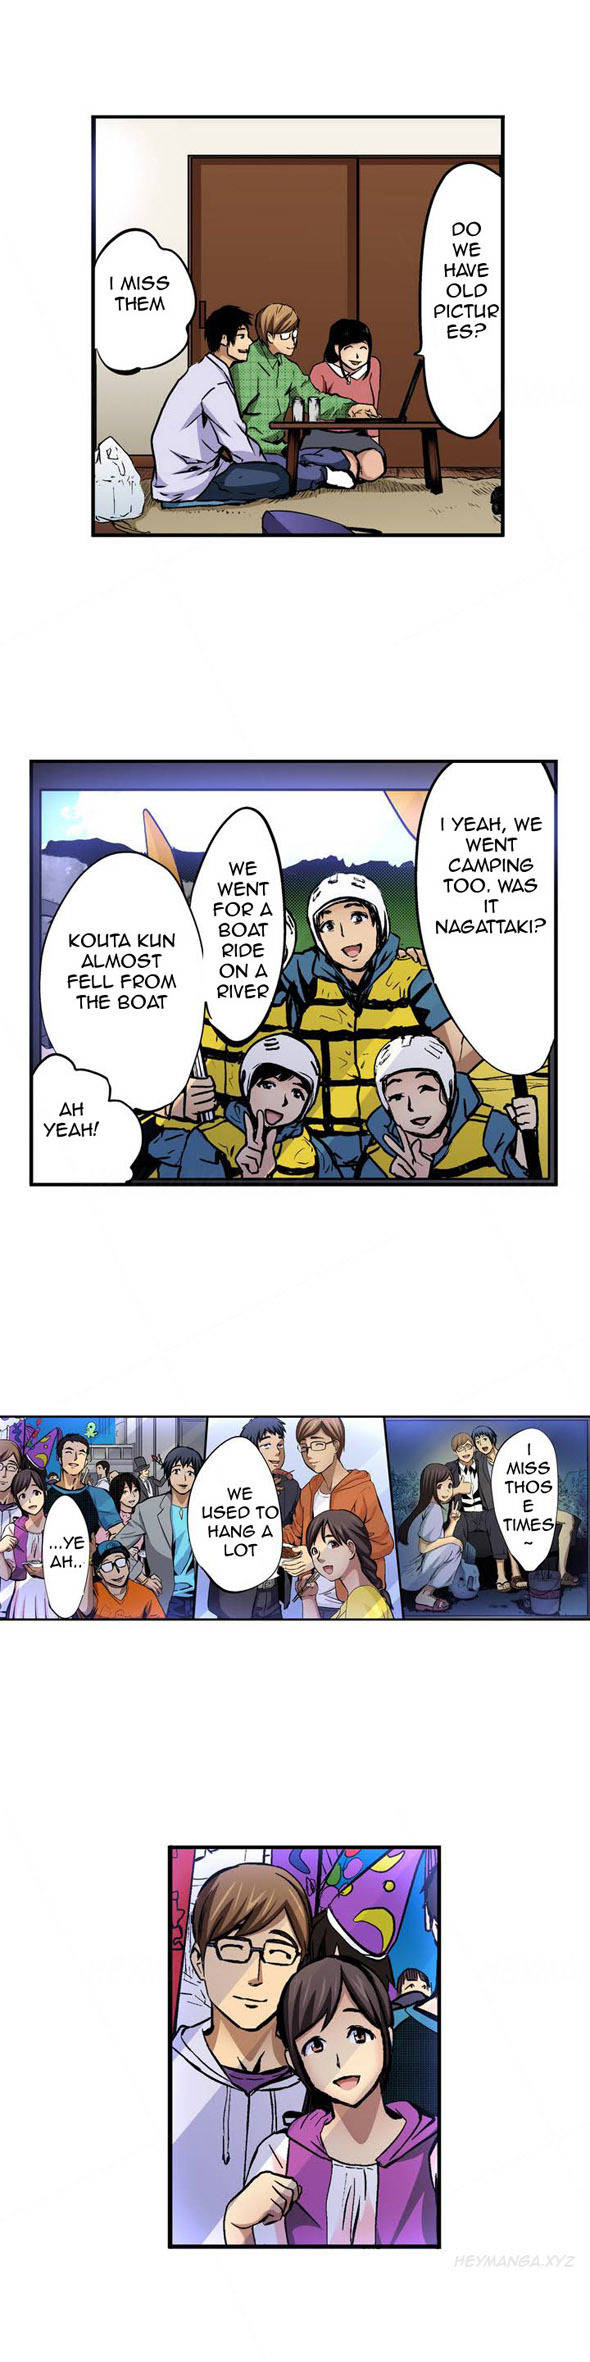 DO
WE
HAVE
OLD
PICTUR
ES?
I MISS
THEM
I YEAH, WE
WENT
CAMPING
TOO. WAS
IT
NAGATTAKI?
WE
WENT
FOR A
BOAT
RIDE
ON A
RIVER
KOUTA KUN
ALMOST
FELL FROM
THE BOAT
AH
YEAH!
I
MISS
THOS
E
TIMES
~
WE
USED TO
HANG A
LOT
...YE
AH..
HEYMANGA.XYZ